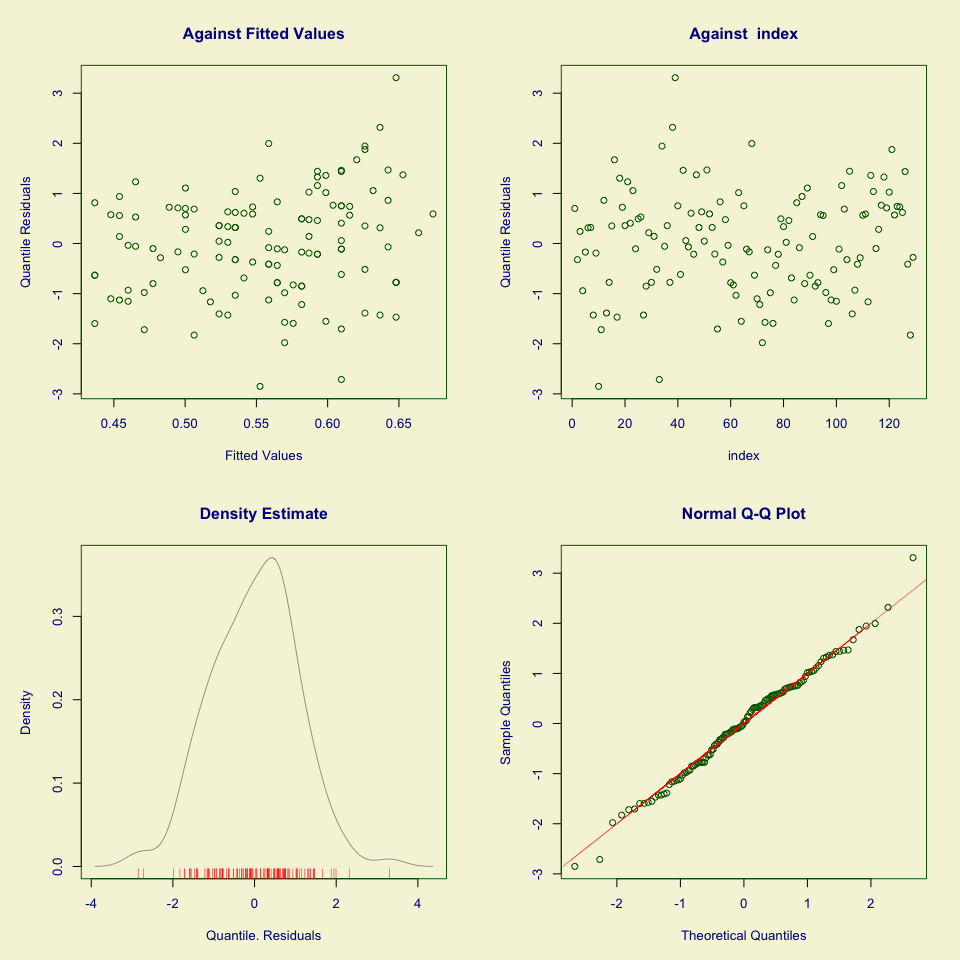 Against Fitted Values
Quantile Residuals
3
2
1
0
-1
-2
-3
0.45 0.50 0.55 0.60 0.65
Fitted Values
Against  index
Quantile Residuals
3
2
1
0
-1
-2
-3
0 20 40 60 80 100 120
index
Density Estimate
Density
0.3
0.2
0.1
0.0
-4 -2 0 2 4
Quantile. Residuals
Normal Q-Q Plot
Sample Quantiles
3
2
1
0
-1
-2
-3
-2 -1 0 1 2
Theoretical Quantiles